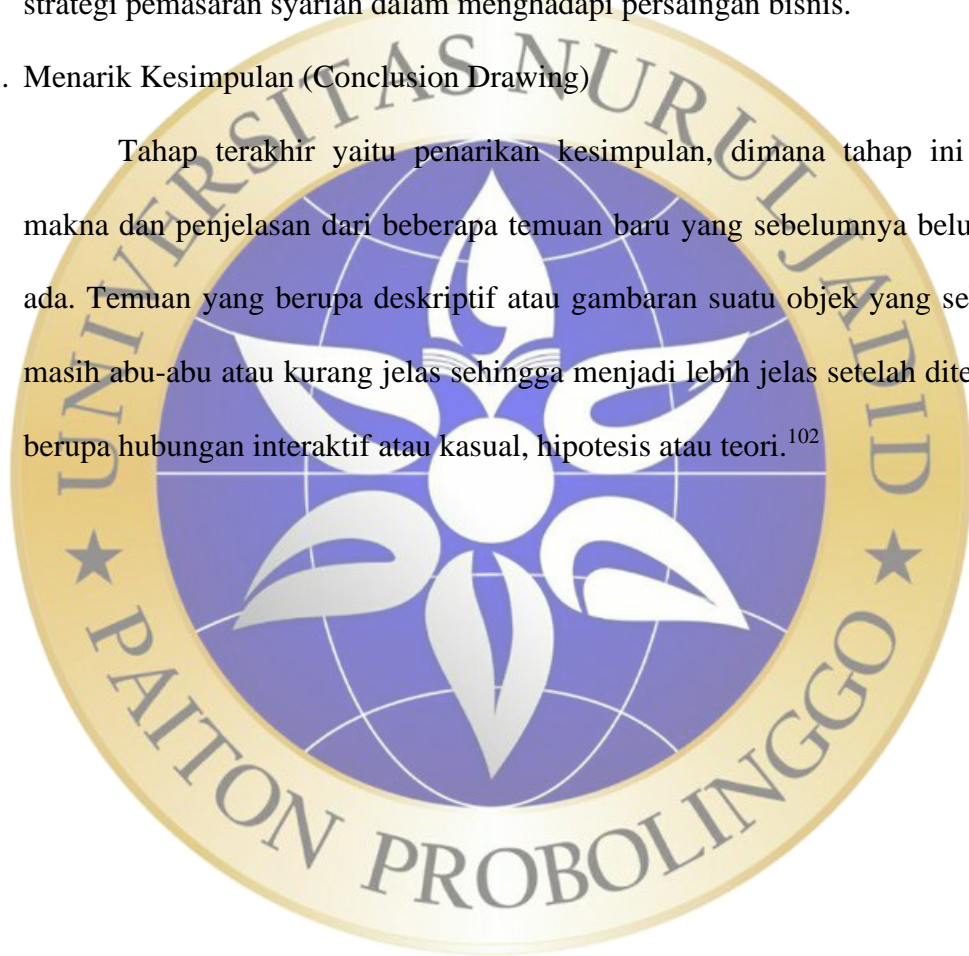 strategi pemasaran syariah dalam menghadapi persaingan bisnis.
. Menarik Kesimpulan (Conclusion Drawing)
Tahap terakhir yaitu penarikan kesimpulan, dimana tahap ini
makna dan penjelasan dari beberapa temuan baru yang sebelumnya belu
ada. Temuan yang berupa deskriptif atau gambaran suatu objek yang se
masih abu-abu atau kurang jelas sehingga menjadi lebih jelas setelah dite
berupa hubungan interaktif atau kasual, hipotesis atau teori.102
UNIVERSITAS NURUL JADID
★ PAITON PROBOLINGGO ★